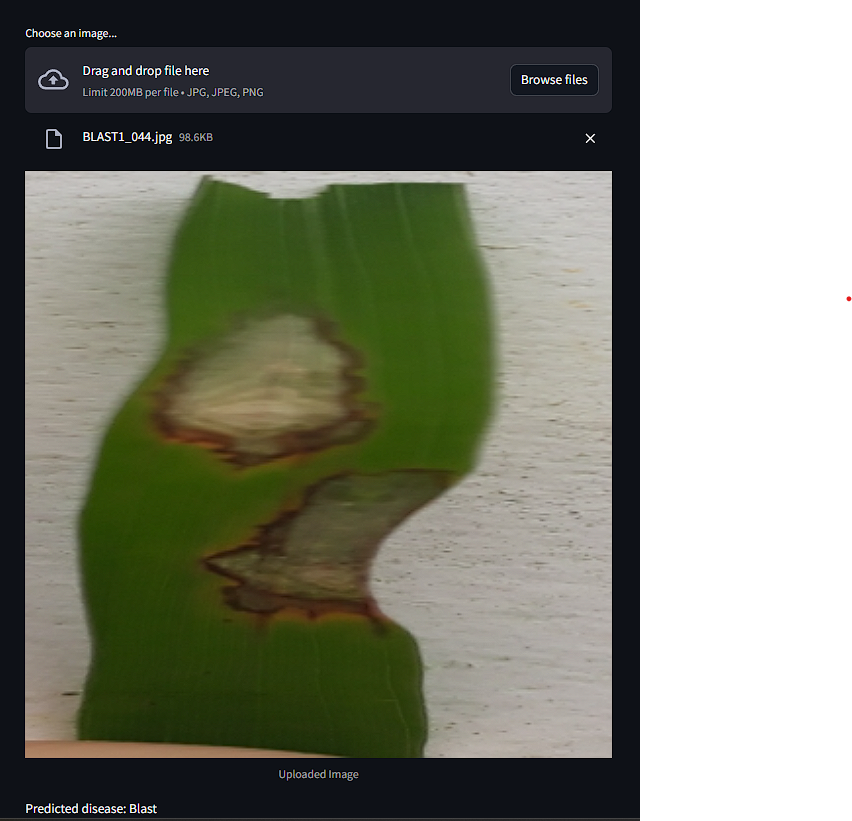 Choose an image...
Drag and drop file here
Limit 200MB per file • JPG, JPEG, PNG
Browse files
BLAST1_044.jpg 98.6KB
Uploaded Image
Predicted disease: Blast